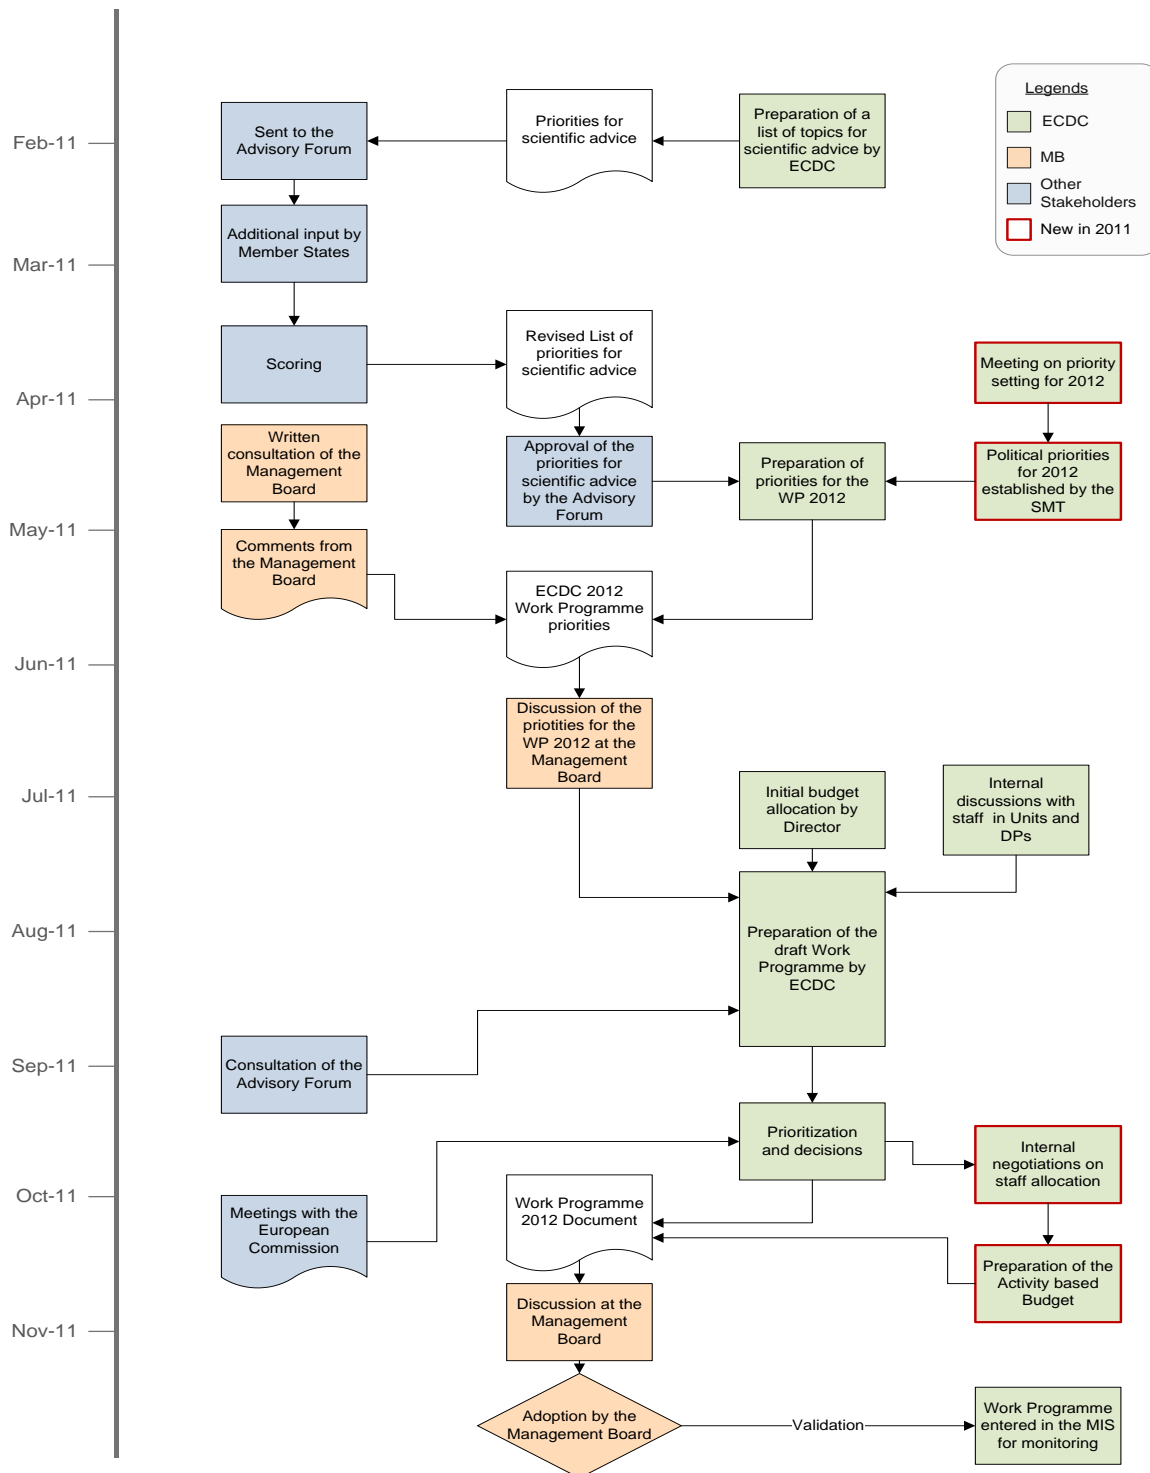 Legends
ECDC
MB
Other
Stakeholders
New in 2011
Feb-11
Sent to the
Advisory Forum
Priorities for
scientific advice
Preparation of a
list of topics for
scientific advice by
ECDC
Additional input by
Member States
Mar-11
Scoring
Revised List of
priorities for
scientific advice
Meeting on priority
setting for 2012
Apr-11
Written
consultation of the
Management
Board
Approval of the
priorities for
scientific advice
by the Advisory
Forum
Preparation of
priorities for the
WP 2012
Political priorities
for 2012
established by the
SMT
May-11
Comments from
the Management
Board
ECDC 2012
Work Programme
priorities
Jun-11
Discussion of the
priotities for the
WP 2012 at the
Management
Board
Jul-11
Initial budget
allocation by
Director
Internal
discussions with
staff in Units and
DPs
Aug-11
Preparation of the
draft Work
Programme by
ECDC
Sep-11
Consultation of the
Advisory Forum
Prioritization
and decisions
Internal
negotiations on
staff allocation
Oct-11
Meetings with the
European
Commission
Work Programme
2012 Document
Preparation of the
Activity based
Budget
Nov-11
Discussion at the
Management
Board
Adoption by the
Management Board
Validation
Work Programme
entered in the MIS
for monitoring